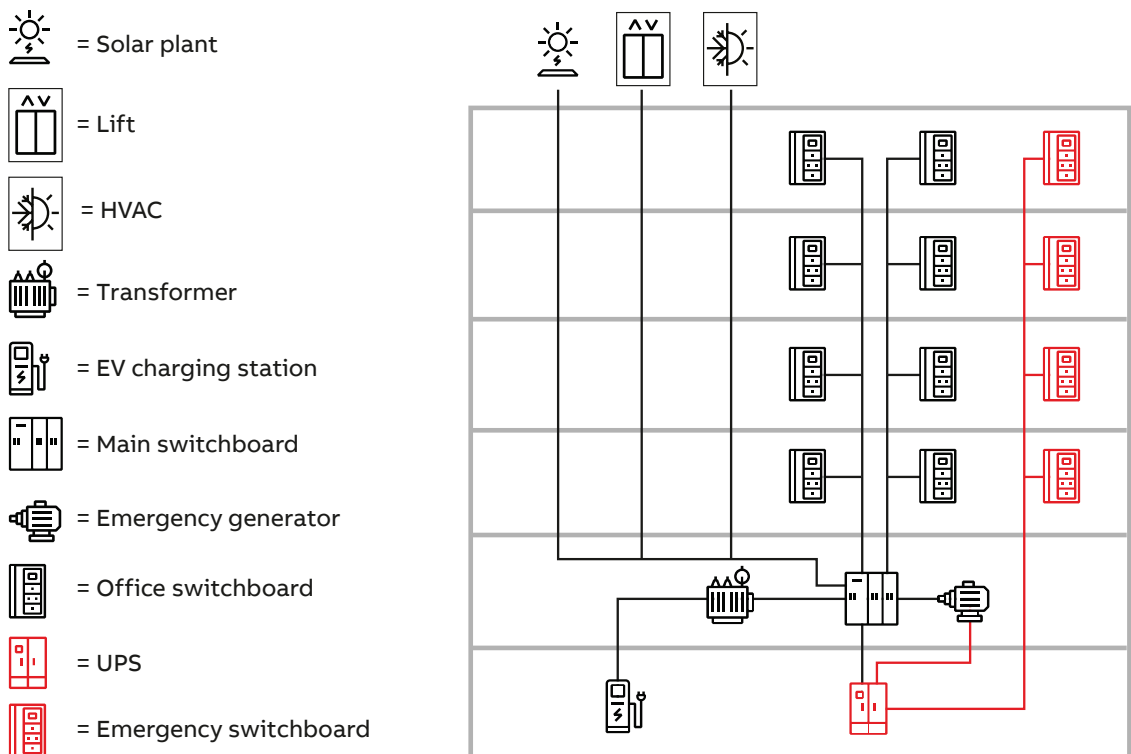 = Solar plant
= Lift
= HVAC
= Transformer
= EV charging station
= Main switchboard
= Emergency generator
= Office switchboard
= UPS
= Emergency switchboard